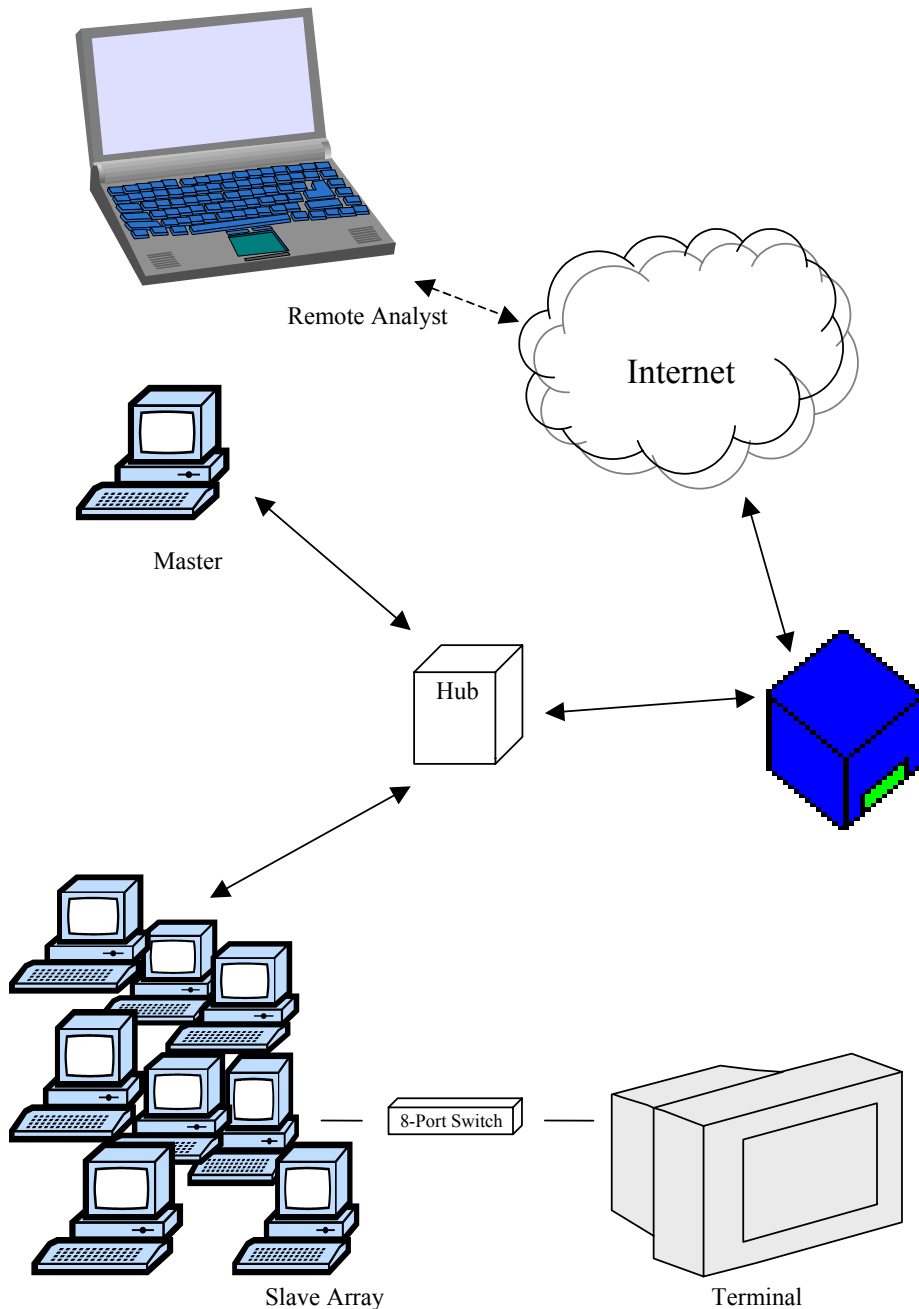 Remote Analyst
Internet
Master
Hub
8-Port Switch
Slave Array
Terminal